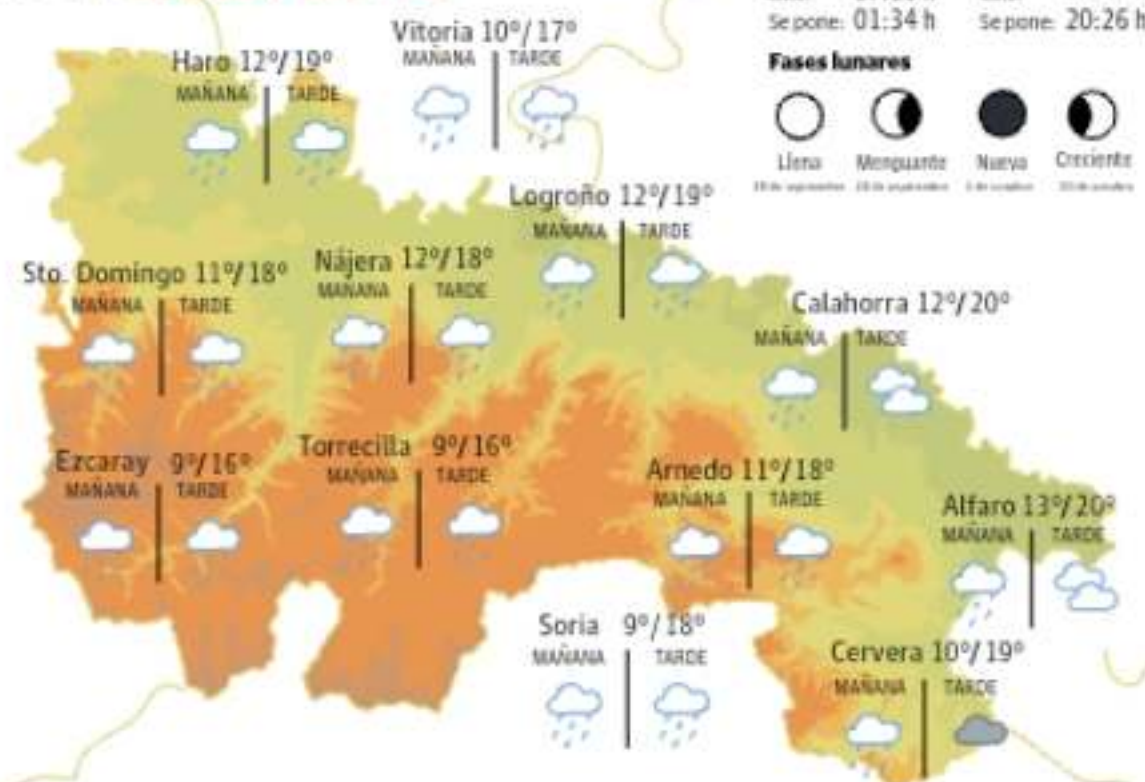 Se pone: 01:34 h
Se pone: 20:26 h
Fases lunares
Llena
Menguante
Nueva
Creciente
Vitoria 10º/17º
MAÑANA TARDE
Haro 12º/19º
MAÑANA TARDE
Logroño 12º/19º
MAÑANA TARDE
Sto. Domingo 11º/18º
MAÑANA TARDE
Nájera 12º/18º
MAÑANA TARDE
Calahorra 12º/20º
MAÑANA TARDE
Ezcaray 9º/16º
MAÑANA TARDE
Torrecilla 9º/16º
MAÑANA TARDE
Arnedo 11º/18º
MAÑANA TARDE
Alfaro 13º/20º
MAÑANA TARDE
Soria 9º/18º
MAÑANA TARDE
Cervera 10º/19º
MAÑANA TARDE